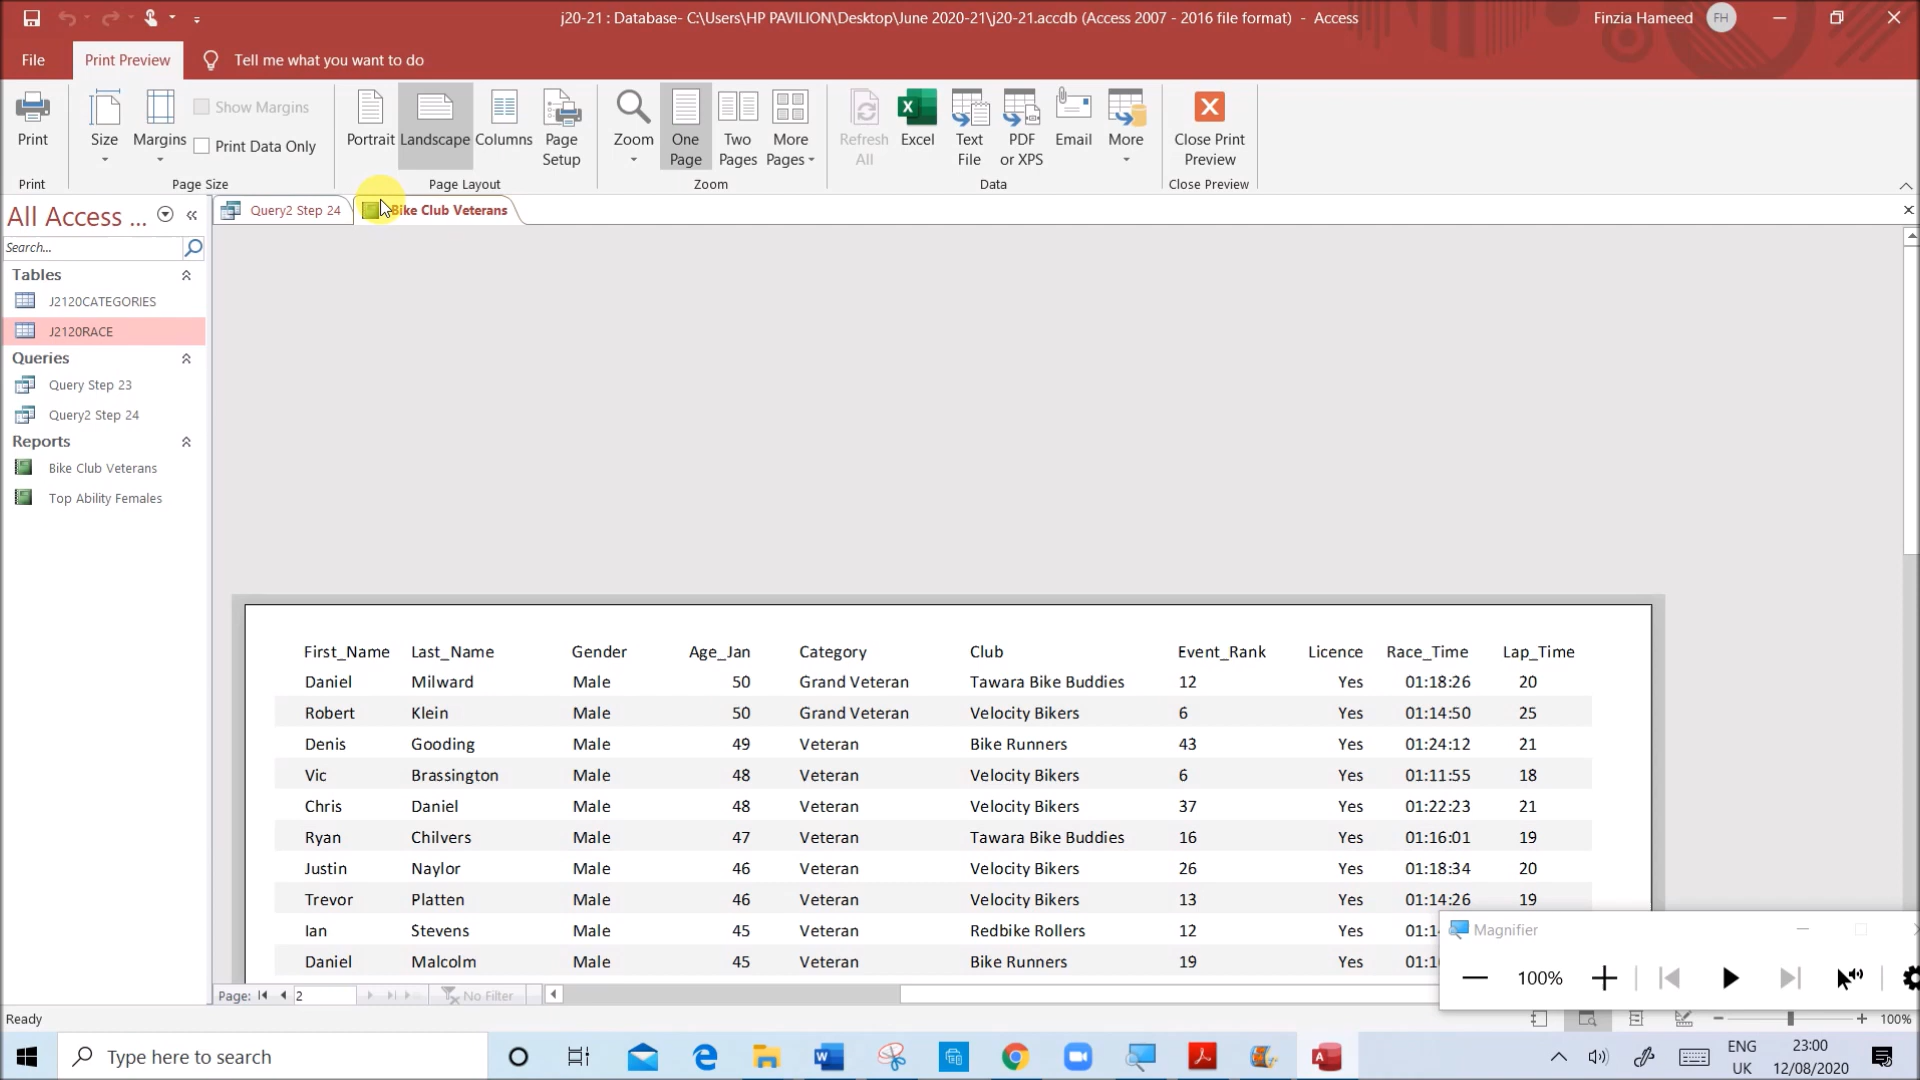 j20-21 : Database- C:\Users\HP PAVILION\Desktop\June 2020-21\j20-21.accdb (Access 2007 - 2016 file format) - Access
Finzia Hameed FH
File Print Preview Tell me what you want to do
Print
Size
Margins
Show Margins
Print Data Only
Portrait
Landscape
Columns
Page Setup
Zoom
One Page
Two Pages
More Pages
Refresh All
Excel
Text File
PDF or XPS
Email
More
Close Print Preview
Print Page Size Page Layout Zoom Data Close Preview
All Access ...
Search...
Tables
J2120CATEGORIES
J2120RACE
Queries
Query Step 23
Query2 Step 24
Reports
Bike Club Veterans
Top Ability Females
Query2 Step 24 Bike Club Veterans
First_Name Last_Name Gender Age_Jan Category Club Event_Rank Licence Race_Time Lap_Time
Daniel Milward Male 50 Grand Veteran Tawara Bike Buddies 12 Yes 01:18:26 20
Robert Klein Male 50 Grand Veteran Velocity Bikers 6 Yes 01:14:50 25
Denis Gooding Male 49 Veteran Bike Runners 43 Yes 01:24:12 21
Vic Brassington Male 48 Veteran Velocity Bikers 6 Yes 01:11:55 18
Chris Daniel Male 48 Veteran Velocity Bikers 37 Yes 01:22:23 21
Ryan Chilvers Male 47 Veteran Tawara Bike Buddies 16 Yes 01:16:01 19
Justin Naylor Male 46 Veteran Velocity Bikers 26 Yes 01:18:34 20
Trevor Platten Male 46 Veteran Velocity Bikers 13 Yes 01:14:26 19
Ian Stevens Male 45 Veteran Redbike Rollers 12 Yes
Daniel Malcolm Male 45 Veteran Bike Runners 19 Yes
Magnifier
100%
Page: 2 No Filter
Ready
100%
Type here to search
ENG
UK
23:00
12/08/2020